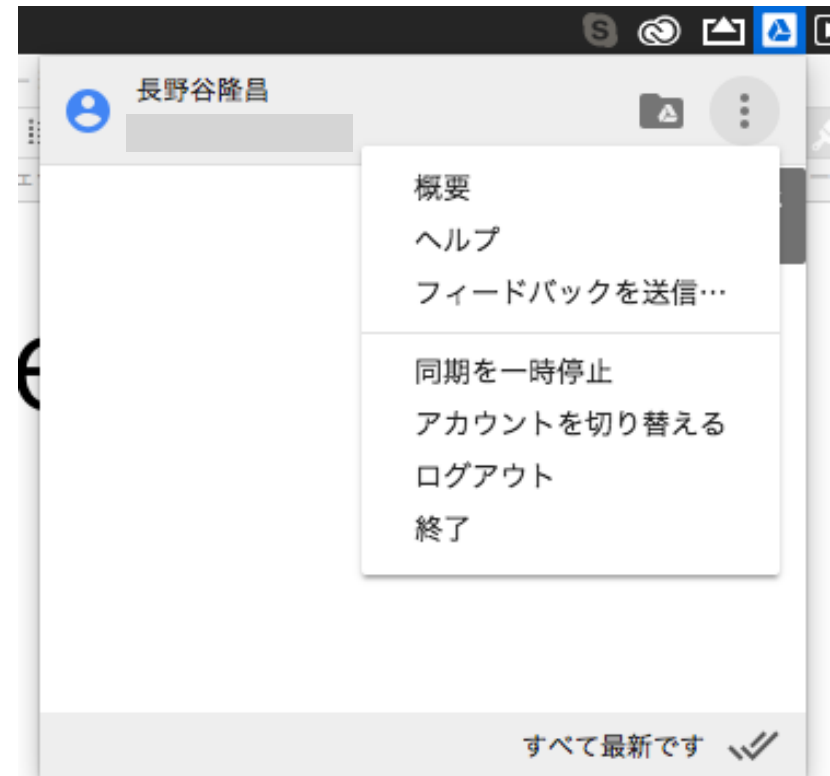 長野谷隆昌
概要
ヘルプ
フィードバックを送信…
同期を一時停止
アカウントを切り替える
ログアウト
終了
すべて最新です